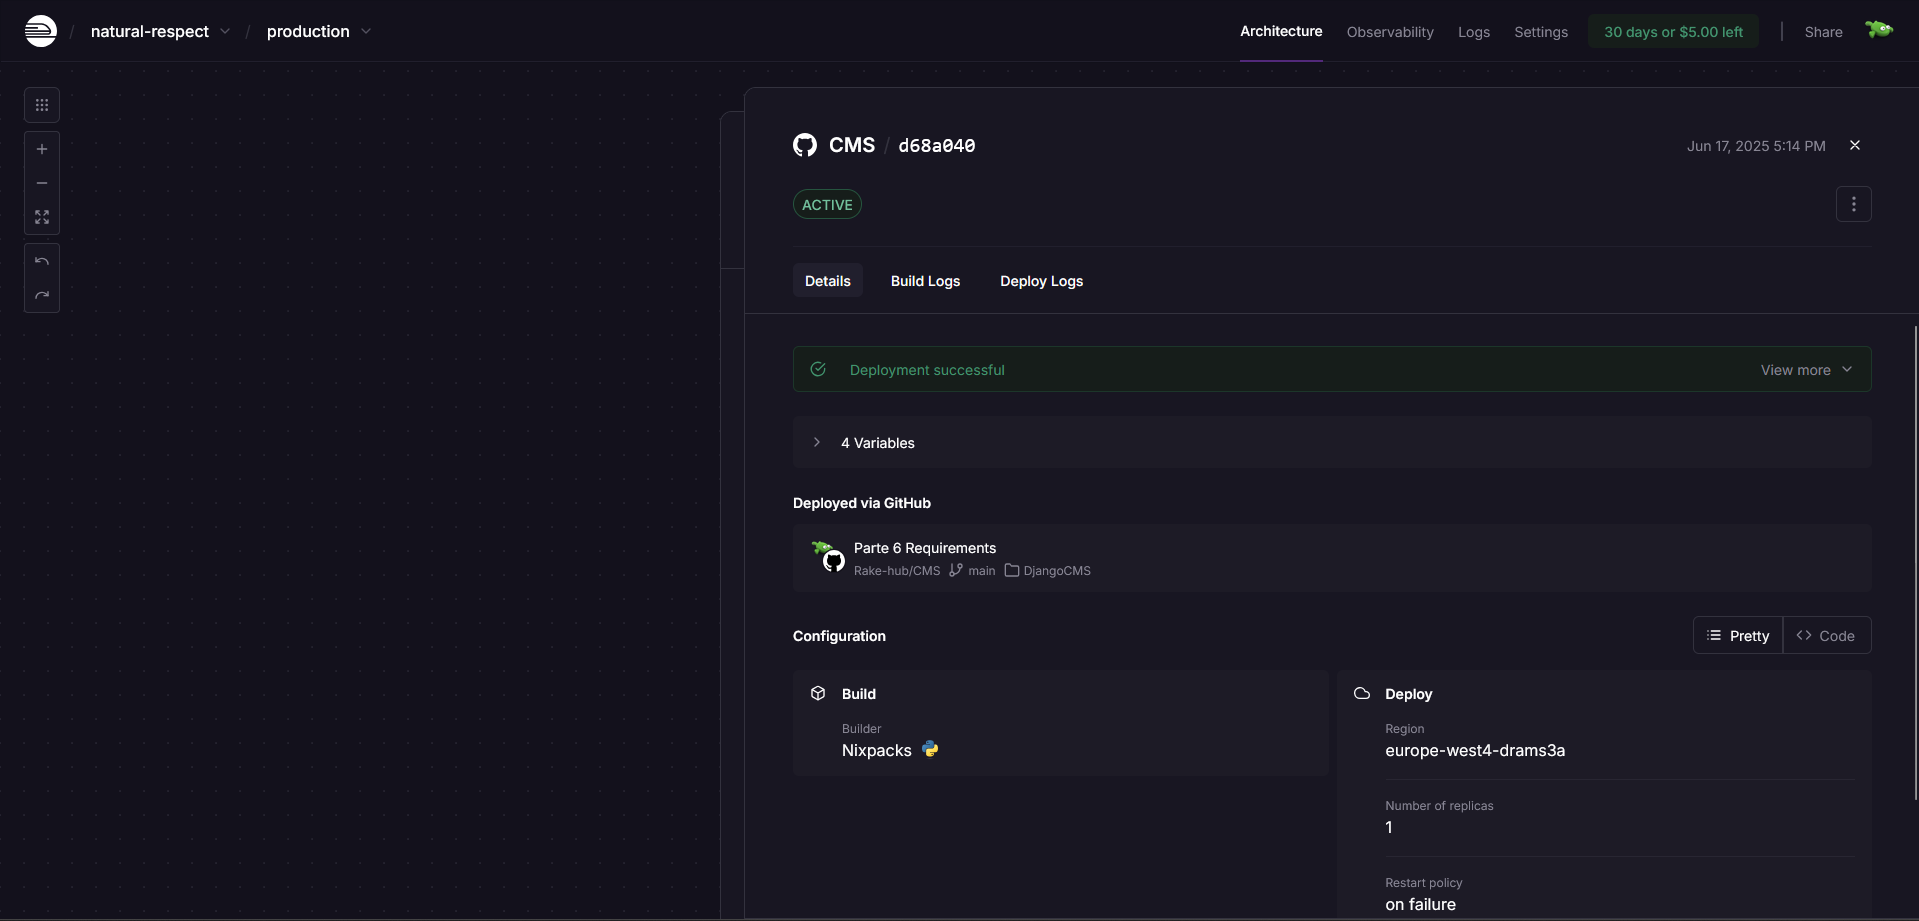 / natural-respect / production
Architecture Observability Logs Settings 30 days or $5.00 left Share
CMS / d68a040 Jun 17, 2025 5:14 PM
ACTIVE
Details Build Logs Deploy Logs
Deployment successful View more
4 Variables
Deployed via GitHub
Parte 6 Requirements
Rake-hub/CMS main DjangoCMS
Configuration Pretty Code
Build
Builder
Nixpacks
Deploy
Region
europe-west4-drams3a
Number of replicas
1
Restart policy
on failure